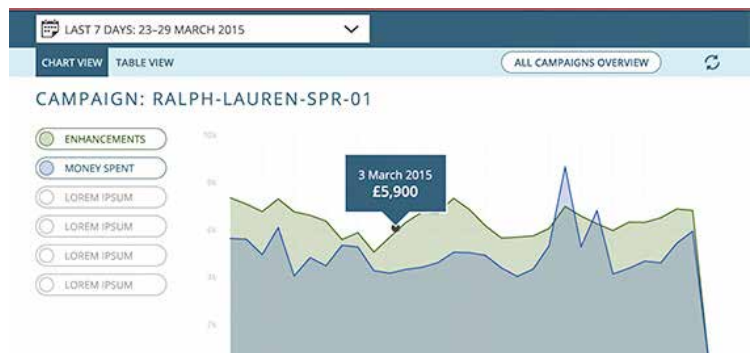 LAST 7 DAYS: 23–29 MARCH 2015
CHART VIEW TABLE VIEW ALL CAMPAIGNS OVERVIEW
CAMPAIGN: RALPH-LAUREN-SPR-01
ENHANCEMENTS
MONEY SPENT
LOREM IPSUM
LOREM IPSUM
LOREM IPSUM
LOREM IPSUM
10k
3 March 2015
£5,900